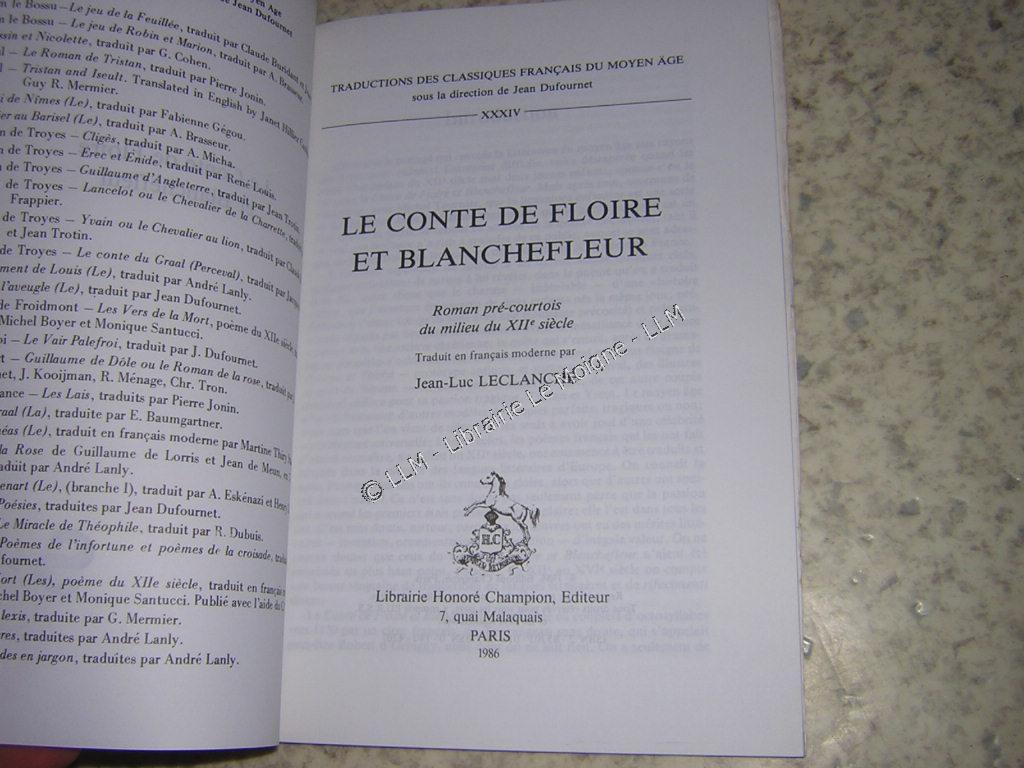 le Bossu – Le jeu de la Feuillée, traduit par Claude Buridant et
le Bossu – Le jeu de Robin et Marion, traduit par A. Brasseur.
et Nicolette, traduit par G. Cohen.
– Le Roman de Tristan, traduit par Pierre Jonin.
– Tristan and Iseult. Translated in English by Janet
Guy R. Mermier.
de Nîmes (Le), traduit par Fabienne Gégou.
au Barisel (Le), traduit par A. Brasseur.
de Troyes – Cligès, traduit par A. Micha.
de Troyes – Erec et Enide, traduit par René Louis.
de Troyes – Guillaume d'Angleterre, traduit par Jean Trotin.
de Troyes – Lancelot ou le Chevalier de la Charrette,
Frappier.
de Troyes – Yvain ou le Chevalier au lion, traduit par
et Jean Trotin.
de Troyes – Le conte du Graal (Perceval), traduit par
de Louis (Le), traduit par André Lanly.
l'aveugle (Le), traduit par Jean Dufournet.
de Froidmont – Les Vers de la Mort, poème du XIIe siècle
Michel Boyer et Monique Santucci.
– Le Vair Palefroi, traduit par J. Dufournet.
– Guillaume de Dôle ou le Roman de la rose, traduit par
J. Kooijman, R. Ménage, Chr. Tron.
– Les Lais, traduits par Pierre Jonin.
(La), traduite par E. Baumgartner.
(Le), traduit en français moderne par Martine Thiry
la Rose de Guillaume de Lorris et Jean de Meun, en
par André Lanly.
(Le), (branche I), traduit par A. Eskénazi et
Poésies, traduites par Jean Dufournet.
Le Miracle de Théophile, traduit par R. Dubuis.
Poèmes de l'infortune et poèmes de la croisade,
(Les), poème du XIIe siècle, traduit en français
Boyer et Monique Santucci. Publié avec l'aide du
traduite par G. Mermier.
traduites par André Lanly.
en jargon, traduites par André Lanly.
TRADUCTIONS DES CLASSIQUES FRANÇAIS DU MOYEN ÂGE
sous la direction de Jean Dufournet
XXXIV
LE CONTE DE FLOIRE
ET BLANCHEFLEUR
Roman pré-courtois
du milieu du XIIe siècle
Traduit en français moderne par
Jean-Luc LECLANCHE
© LLM - Librairie Le Moigne - LLM
H.C
Librairie Honoré Champion, Editeur
7, quai Malaquais
PARIS
1986